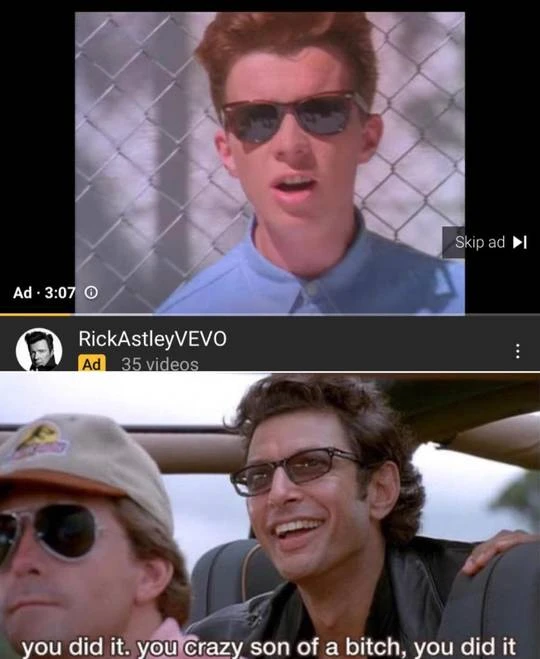 Skip ad
Ad · 3:07
RickAstleyVEVO
Ad 35 videos
you did it. you crazy son of a bitch, you did it